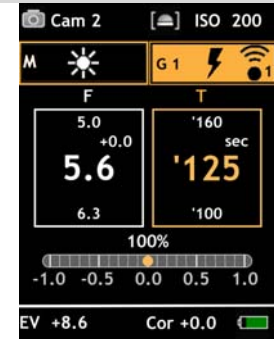 Cam 2 ISO 200
M G 1 1
F T
5.0 '160
+0.0 sec
5.6 '125
6.3 '100
100%
-1.0 -0.5 0.0 0.5 1.0
EV +8.6 Cor +0.0